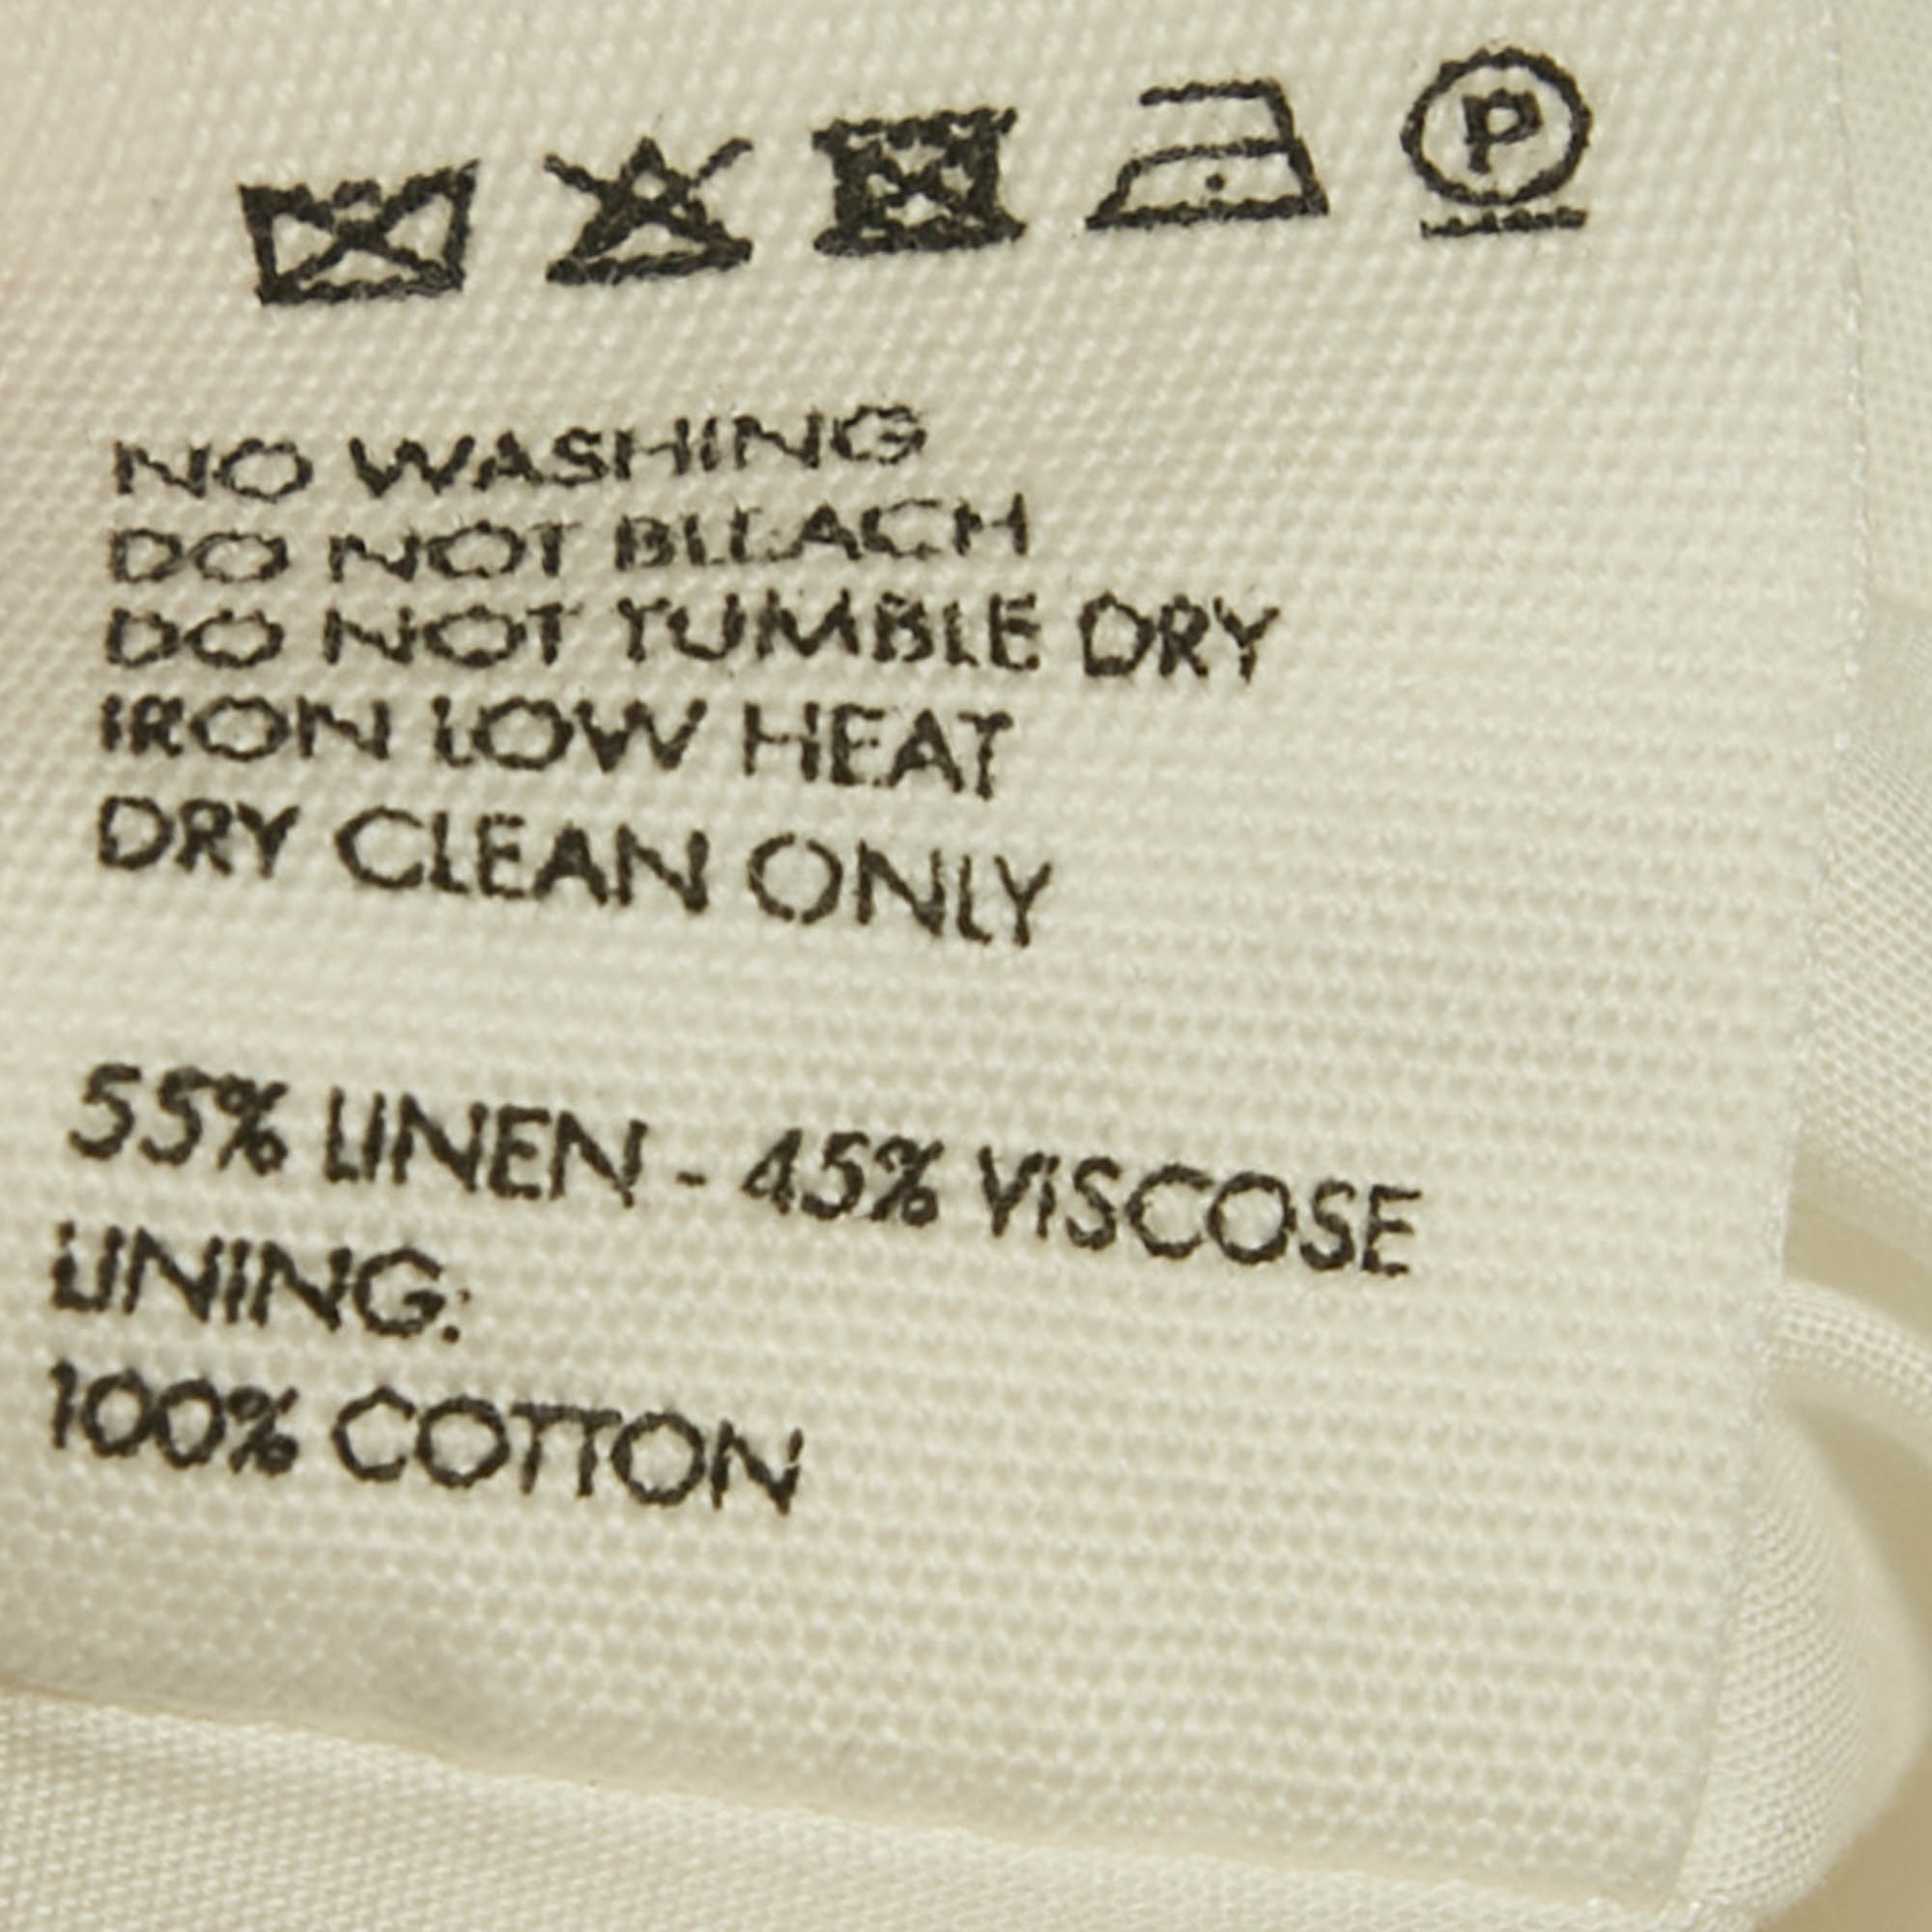 P
NO WASHING
DO NOT BLEACH
DO NOT TUMBLE DRY
IRON LOW HEAT
DRY CLEAN ONLY
55% LINEN - 45% VISCOSE
LINING:
100% COTTON